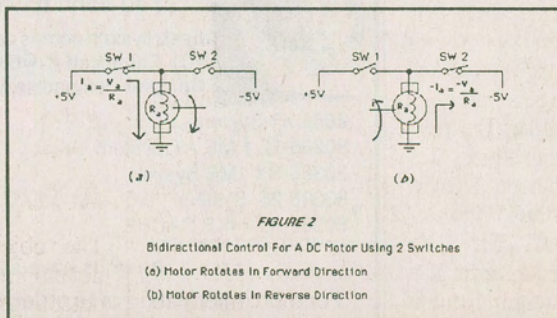 SW 1 SW 2
I a = V a / R a
+5V -5V
R a
(a)
SW 1 SW 2
+5V -I a = -V a / R a -5V
R a
(b)
FIGURE 2
Bidirectional Control For A DC Motor Using 2 Switches
(a) Motor Rotates In Forward Direction
(b) Motor Rotates In Reverse Direction